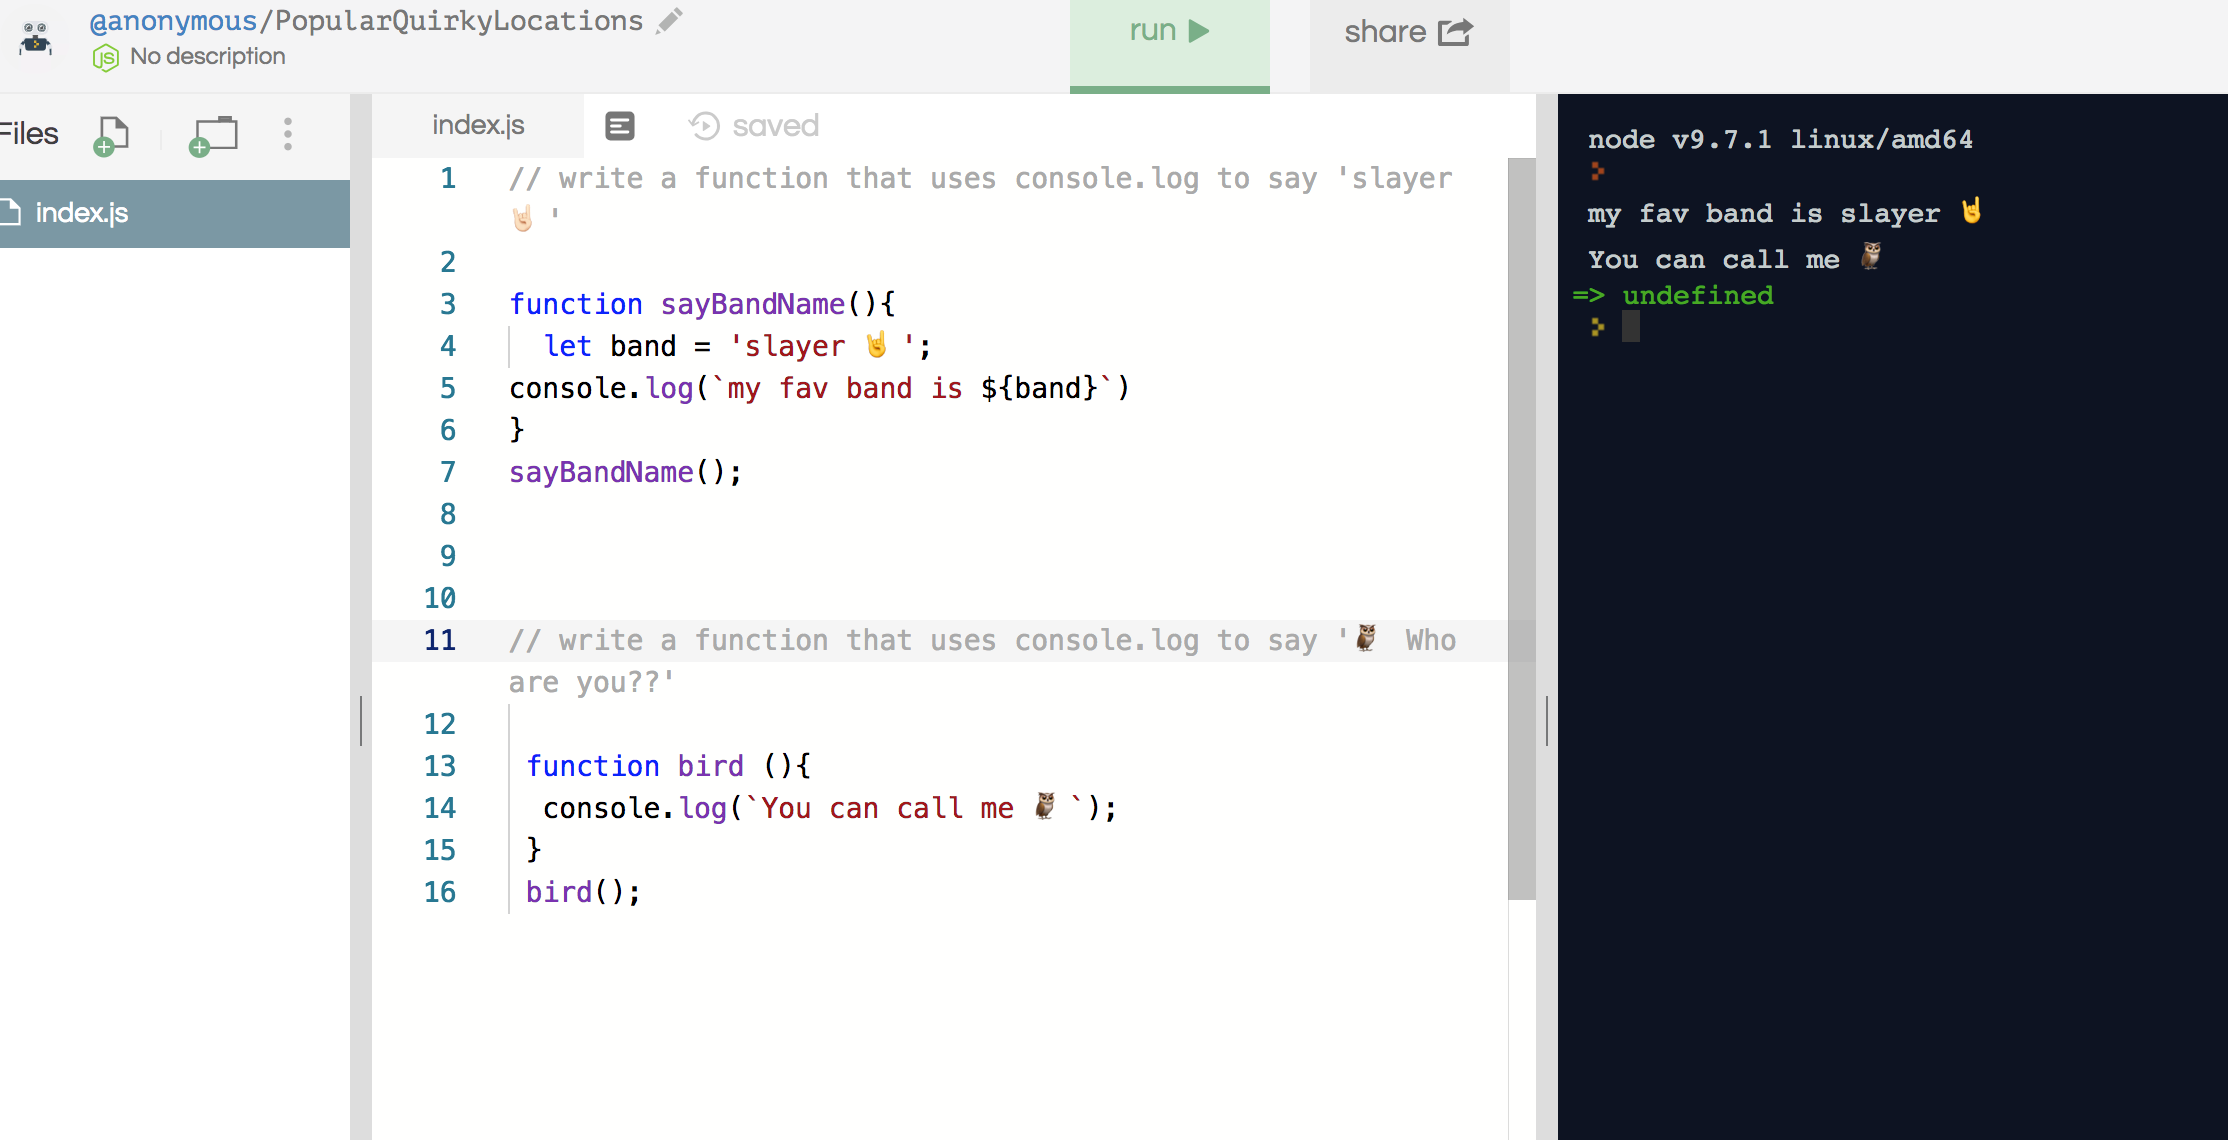 @anonymous/PopularQuirkyLocations
No description
run
share
Files
index.js
index.js
saved
1 // write a function that uses console.log to say 'slayer
🤘🏻 '
2
3 function sayBandName(){
4 let band = 'slayer 🤘 ';
5 console.log(`my fav band is ${band}`)
6 }
7 sayBandName();
8
9
10
11 // write a function that uses console.log to say '🦉 Who
are you??'
12
13 function bird (){
14 console.log(`You can call me 🦉 `);
15 }
16 bird();
node v9.7.1 linux/amd64
my fav band is slayer 🤘
You can call me 🦉
=> undefined